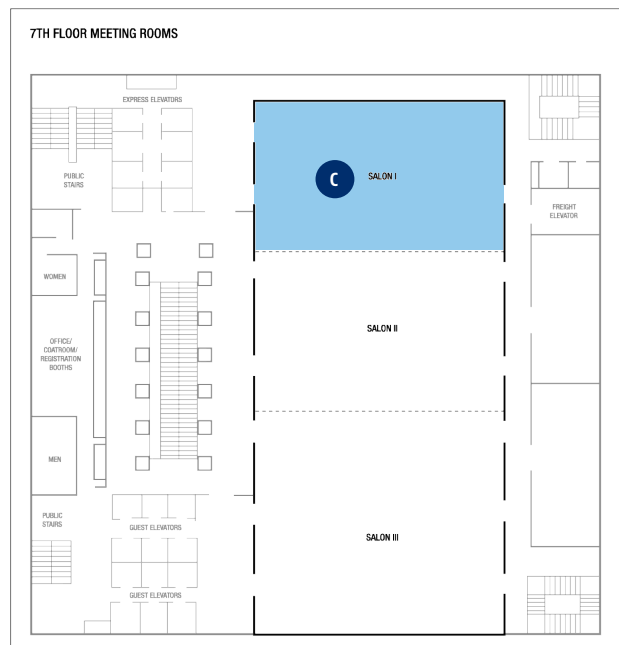 7TH FLOOR MEETING ROOMS
EXPRESS ELEVATORS
PUBLIC
STAIRS
C
SALON I
FREIGHT
ELEVATOR
WOMEN
SALON II
OFFICE/
COATROOM/
REGISTRATION
BOOTHS
MEN
PUBLIC
STAIRS
GUEST ELEVATORS
SALON III
GUEST ELEVATORS